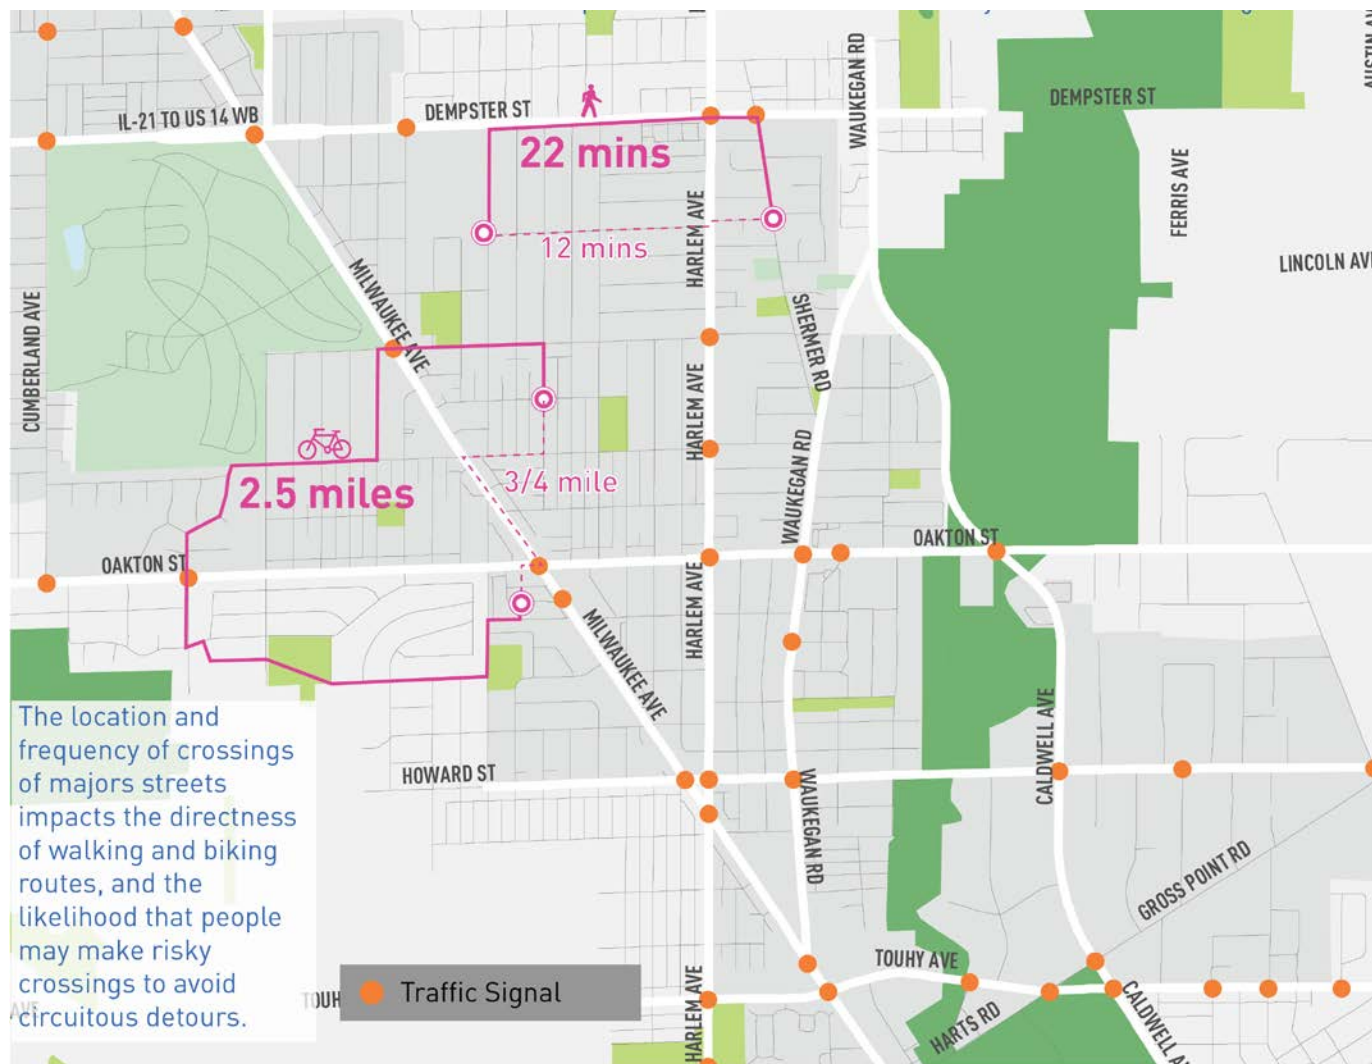 IL-21 TO US 14 WB
DEMPSTER ST
DEMPSTER ST
WAUKEGAN RD
22 mins
12 mins
HARLEM AVE
FERRIS AVE
LINCOLN AVE
CUMBERLAND AVE
MILWAUKEE AVE
SHERMER RD
HARLEM AVE
2.5 miles
3/4 mile
WAUKEGAN RD
OAKTON ST
OAKTON ST
HARLEM AVE
MILWAUKEE AVE
CALDWELL AVE
HOWARD ST
WAUKEGAN RD
GROSS POINT RD
The location and
frequency of crossings
of majors streets
impacts the directness
of walking and biking
routes, and the
likelihood that people
may make risky
crossings to avoid
circuitous detours.
AVE
TOUH
Traffic Signal
HARLEM AVE
TOUHY AVE
HARTS RD
CALDWELL AV